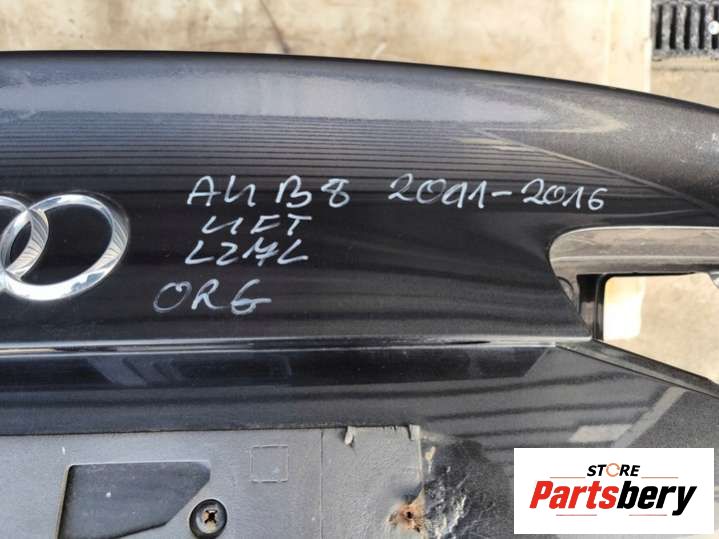 A4 B8 2011-2016
LIFT
LZ7L
ORG
STORE
Partsbery